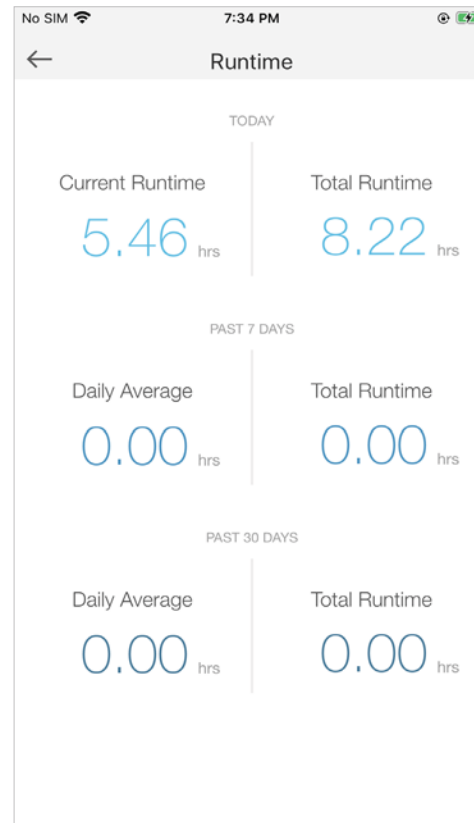 No SIM 7:34 PM
Runtime
TODAY
Current Runtime Total Runtime
5.46 hrs 8.22 hrs
PAST 7 DAYS
Daily Average Total Runtime
0.00 hrs 0.00 hrs
PAST 30 DAYS
Daily Average Total Runtime
0.00 hrs 0.00 hrs